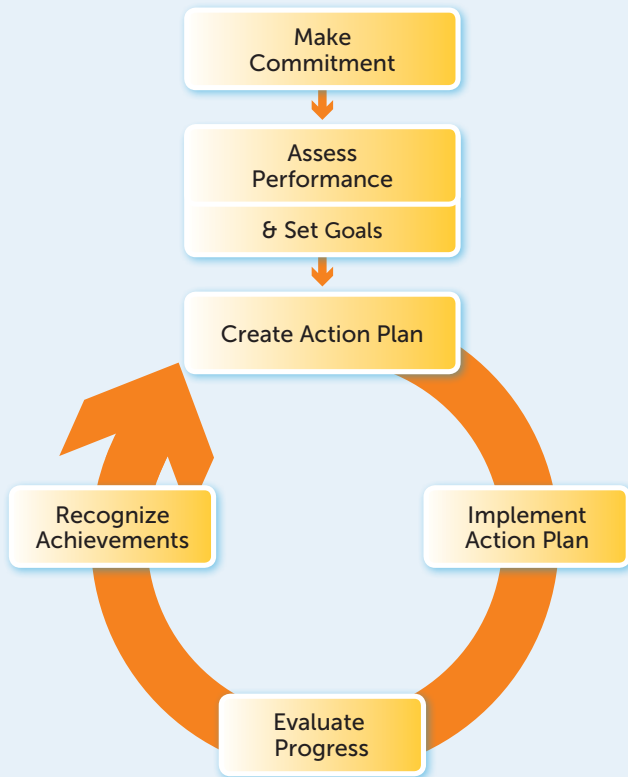 Make
Commitment
Assess
Performance
& Set Goals
Create Action Plan
Recognize
Achievements
Implement
Action Plan
Evaluate
Progress